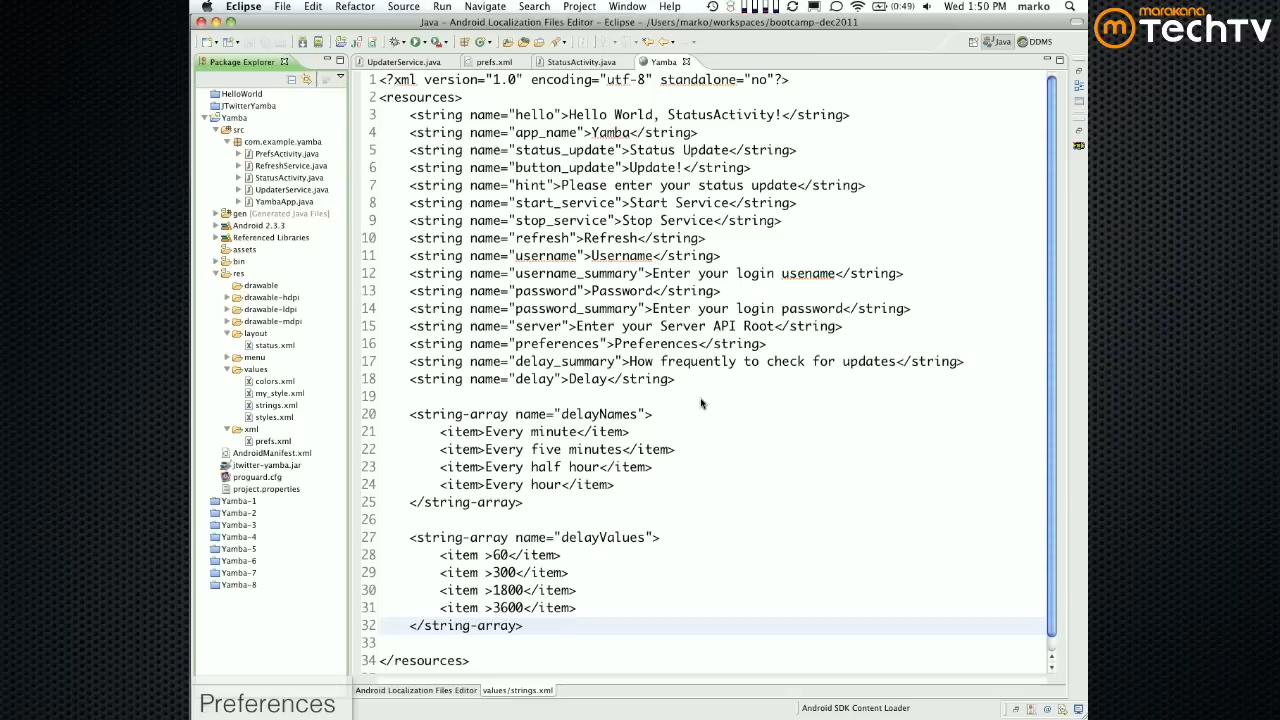 Eclipse File Edit Refactor Source Run Navigate Search Project Window Help (0:49) Wed 1:50 PM marko
Java – Android Localization Files Editor – Eclipse – /Users/marko/workspaces/bootcamp-dec2011
marakana
TechTV
Java DDMS
Package Explorer
UpdaterService.java prefs.xml StatusActivity.java Yamba
HelloWorld
JTwitterYamba
Yamba
src
com.example.yamba
PrefsActivity.java
RefreshService.java
StatusActivity.java
UpdaterService.java
YambaApp.java
gen [Generated Java Files]
Android 2.3.3
Referenced Libraries
assets
bin
res
drawable
drawable-hdpi
drawable-ldpi
drawable-mdpi
layout
status.xml
menu
values
colors.xml
my_style.xml
strings.xml
styles.xml
xml
prefs.xml
AndroidManifest.xml
jtwitter-yamba.jar
proguard.cfg
project.properties
Yamba-1
Yamba-2
Yamba-3
Yamba-4
Yamba-5
Yamba-6
Yamba-7
Yamba-8
1 <?xml version="1.0" encoding="utf-8" standalone="no"?>
2 <resources>
3 <string name="hello">Hello World, StatusActivity!</string>
4 <string name="app_name">Yamba</string>
5 <string name="status_update">Status Update</string>
6 <string name="button_update">Update!</string>
7 <string name="hint">Please enter your status update</string>
8 <string name="start_service">Start Service</string>
9 <string name="stop_service">Stop Service</string>
10 <string name="refresh">Refresh</string>
11 <string name="username">Username</string>
12 <string name="username_summary">Enter your login usename</string>
13 <string name="password">Password</string>
14 <string name="password_summary">Enter your login password</string>
15 <string name="server">Enter your Server API Root</string>
16 <string name="preferences">Preferences</string>
17 <string name="delay_summary">How frequently to check for updates</string>
18 <string name="delay">Delay</string>
19
20 <string-array name="delayNames">
21 <item>Every minute</item>
22 <item>Every five minutes</item>
23 <item>Every half hour</item>
24 <item>Every hour</item>
25 </string-array>
26
27 <string-array name="delayValues">
28 <item >60</item>
29 <item >300</item>
30 <item >1800</item>
31 <item >3600</item>
32 </string-array>
33
34 </resources>
Android Localization Files Editor values/strings.xml
Preferences
Android SDK Content Loader